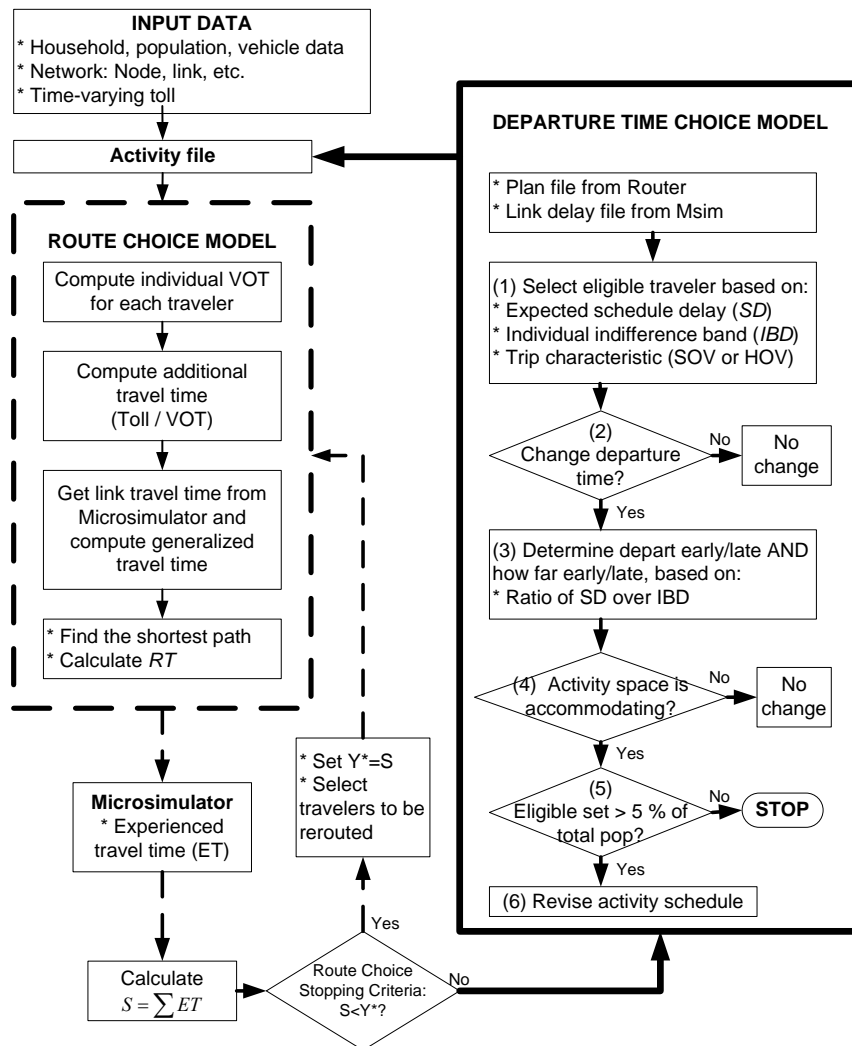 INPUT DATA
* Household, population, vehicle data
* Network: Node, link, etc.
* Time-varying toll
Activity file
ROUTE CHOICE MODEL
Compute individual VOT
for each traveler
Compute additional
travel time
(Toll / VOT)
Get link travel time from
Microsimulator and
compute generalized
travel time
* Find the shortest path
* Calculate RT
Microsimulator
* Experienced
travel time (ET)
Calculate
S = ∑ ET
Route Choice
Stopping Criteria:
S<Y*?
Yes
No
* Set Y*=S
* Select
travelers to be
rerouted
DEPARTURE TIME CHOICE MODEL
* Plan file from Router
* Link delay file from Msim
(1) Select eligible traveler based on:
* Expected schedule delay (SD)
* Individual indifference band (IBD)
* Trip characteristic (SOV or HOV)
(2)
Change departure
time?
No
No
change
Yes
(3) Determine depart early/late AND
how far early/late, based on:
* Ratio of SD over IBD
(4) Activity space is
accommodating?
No
No
change
Yes
(5)
Eligible set > 5 % of
total pop?
No
STOP
Yes
(6) Revise activity schedule